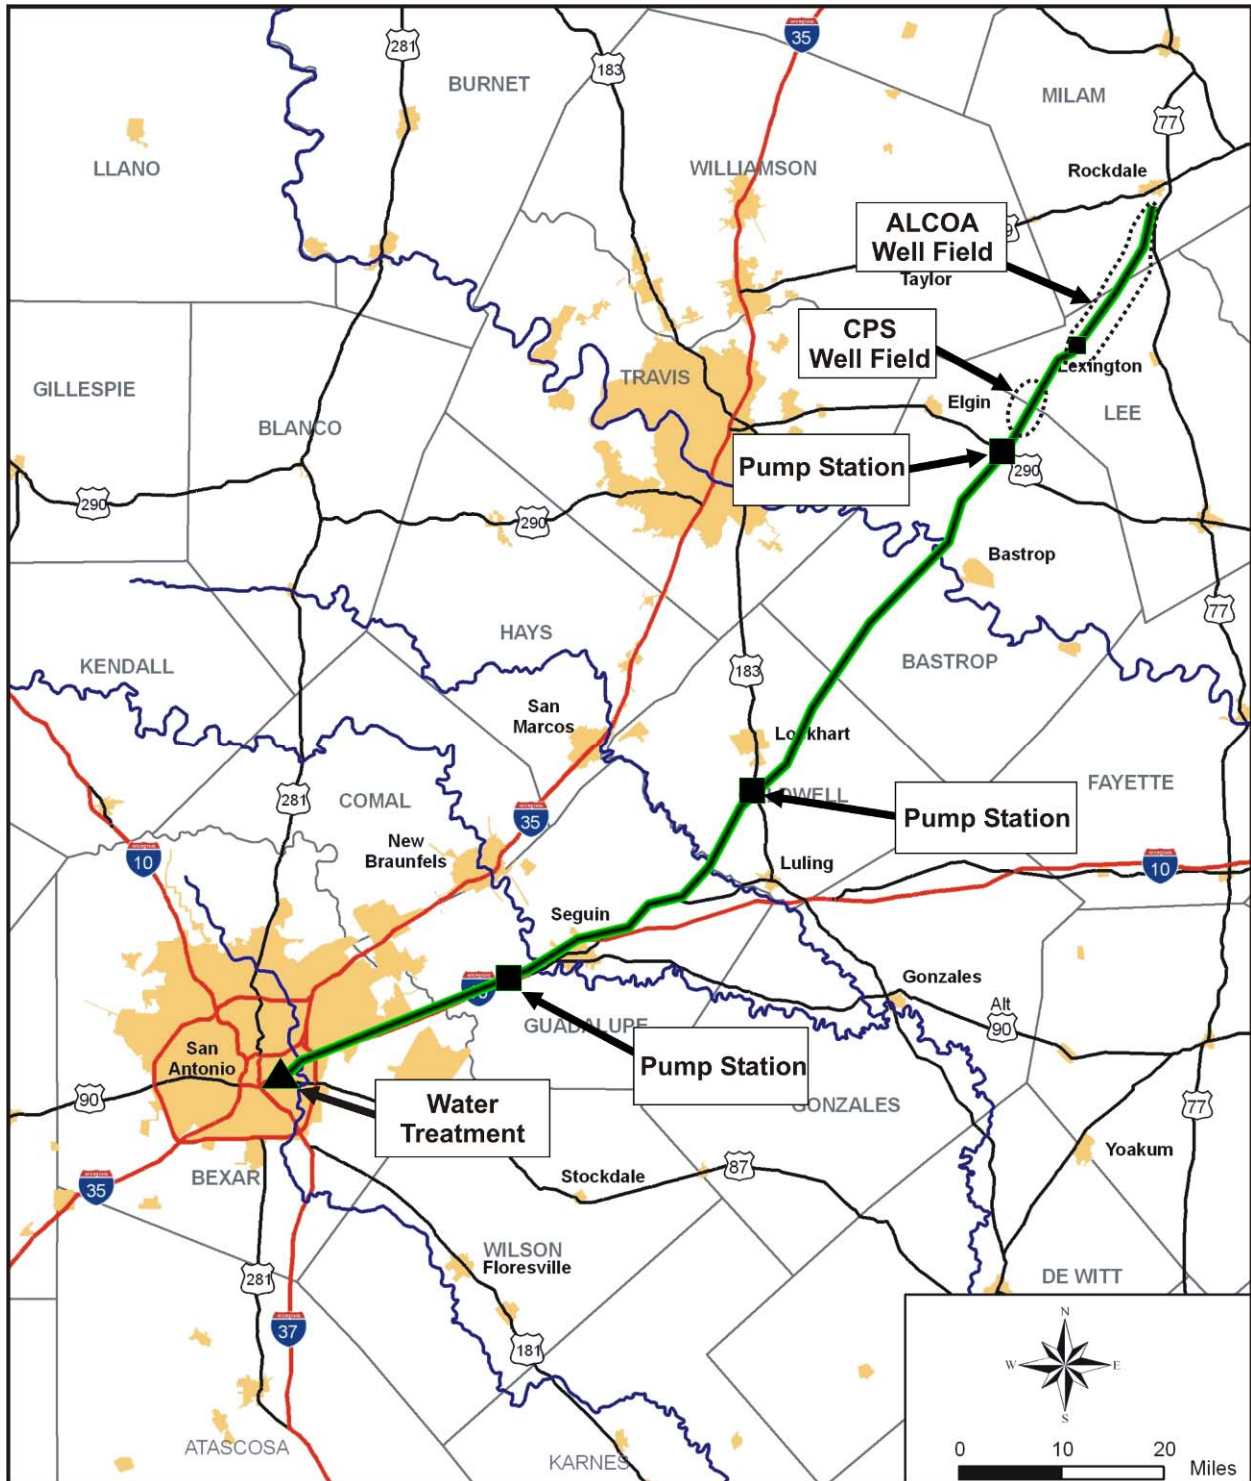 281
BURNET
183
35
MILAM
77
LLANO
WILLIAMSON
Rockdale
ALCOA
Well Field
9
Taylor
CPS
Well Field
GILLESPIE
TRAVIS
Lexington
Elgin
LEE
BLANCO
Pump Station
290
290
290
Bastrop
77
HAYS
KENDALL
BASTROP
183
San
Marcos
Lockhart
281
COMAL
DWELL
FAYETTE
35
Pump Station
New
Braunfels
10
Luling
10
Seguin
Gonzales
GUADALUPE
Alt
90
San
Antonio
Pump Station
90
Water
Treatment
GONZALES
77
Yoakum
BEXAR
35
Stockdale
87
WILSON
Floresville
DE WITT
281
37
181
N
W
E
S
ATASCOSA
KARNES
0 10 20
Miles